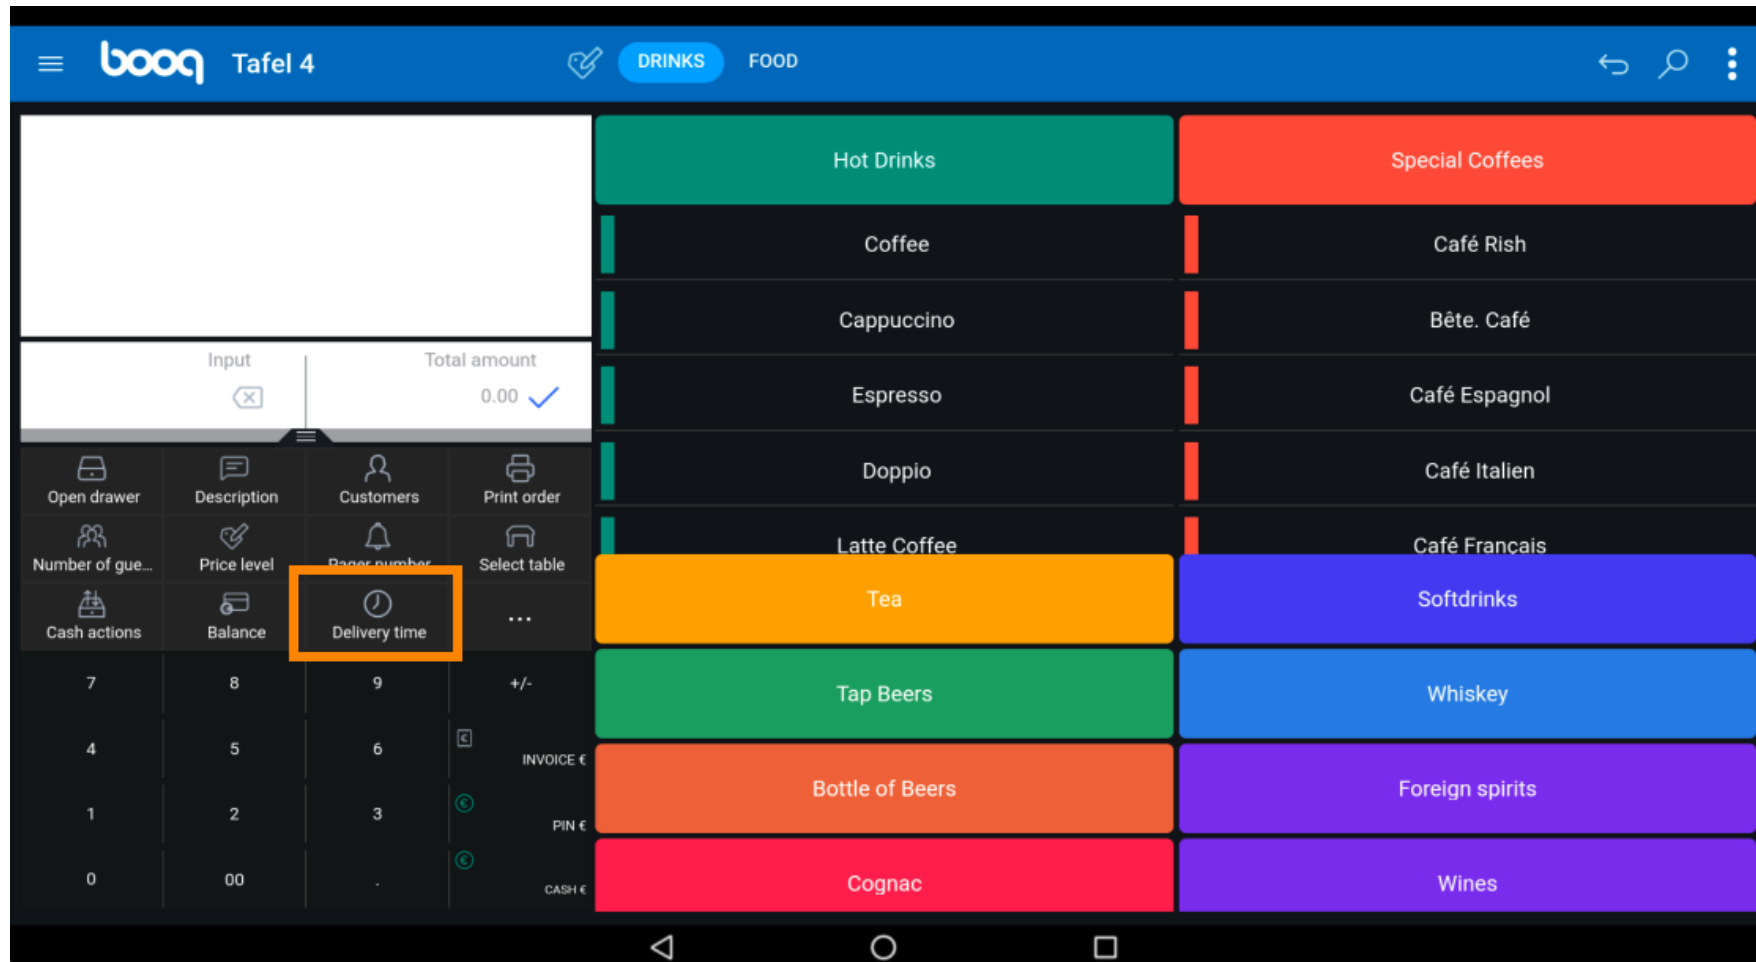 booq Tafel 4 DRINKS FOOD
Hot Drinks Special Coffees
Coffee Café Rish
Cappuccino Bête. Café
Input Total amount
0.00
Espresso Café Espagnol
Doppio Café Italien
Open drawer Description Customers Print order
Latte Coffee Café Français
Number of gue... Price level Pager number Select table
Tea Softdrinks
Cash actions Balance Delivery time ...
7 8 9 +/-
Tap Beers Whiskey
4 5 6 € INVOICE €
Bottle of Beers Foreign spirits
1 2 3 € PIN €
0 00 . € CASH €
Cognac Wines